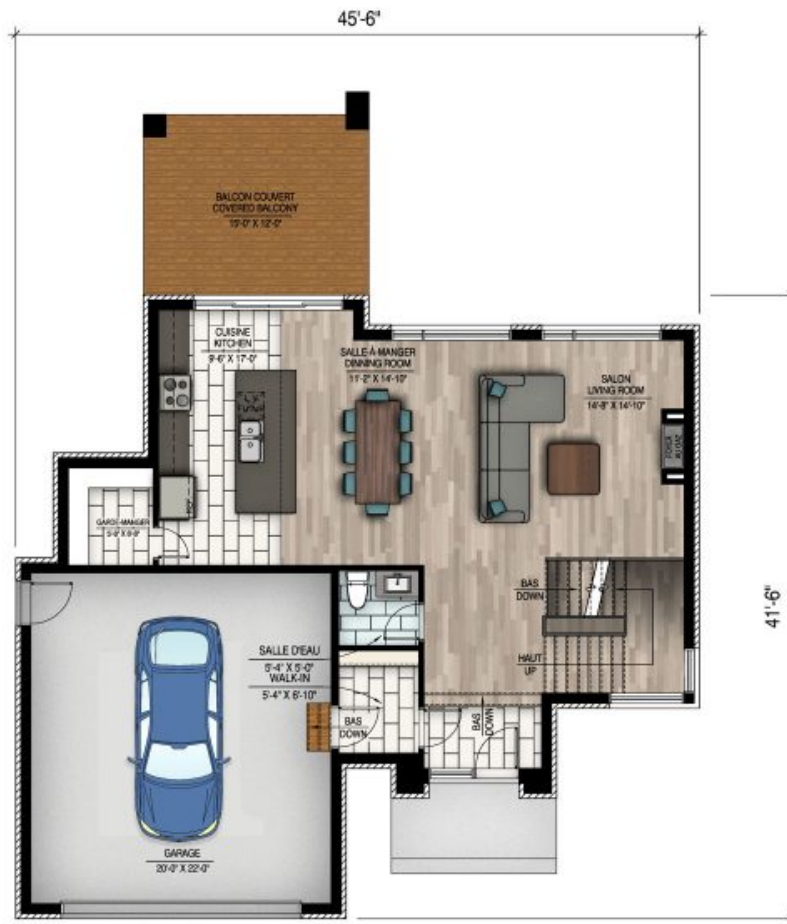 45'-6"
BALCON COUVERT
COVERED BALCONY
15'-0" X 12'-0"
CUISINE
KITCHEN
9'-6" X 17'-0"
SALLE-À-MANGER
DINNING ROOM
11'-2" X 14'-10"
SALON
LIVING ROOM
14'-8" X 14'-10"
FOYER
AU GAZ
GARDE-MANGER
BAS
DOWN
41'-6"
SALLE D'EAU
5'-4" X 5'-0"
WALK-IN
5'-4" X 6'-10"
HAUT
UP
BAS
DOWN
BAS
DOWN
GARAGE
20'-0" X 22'-0"